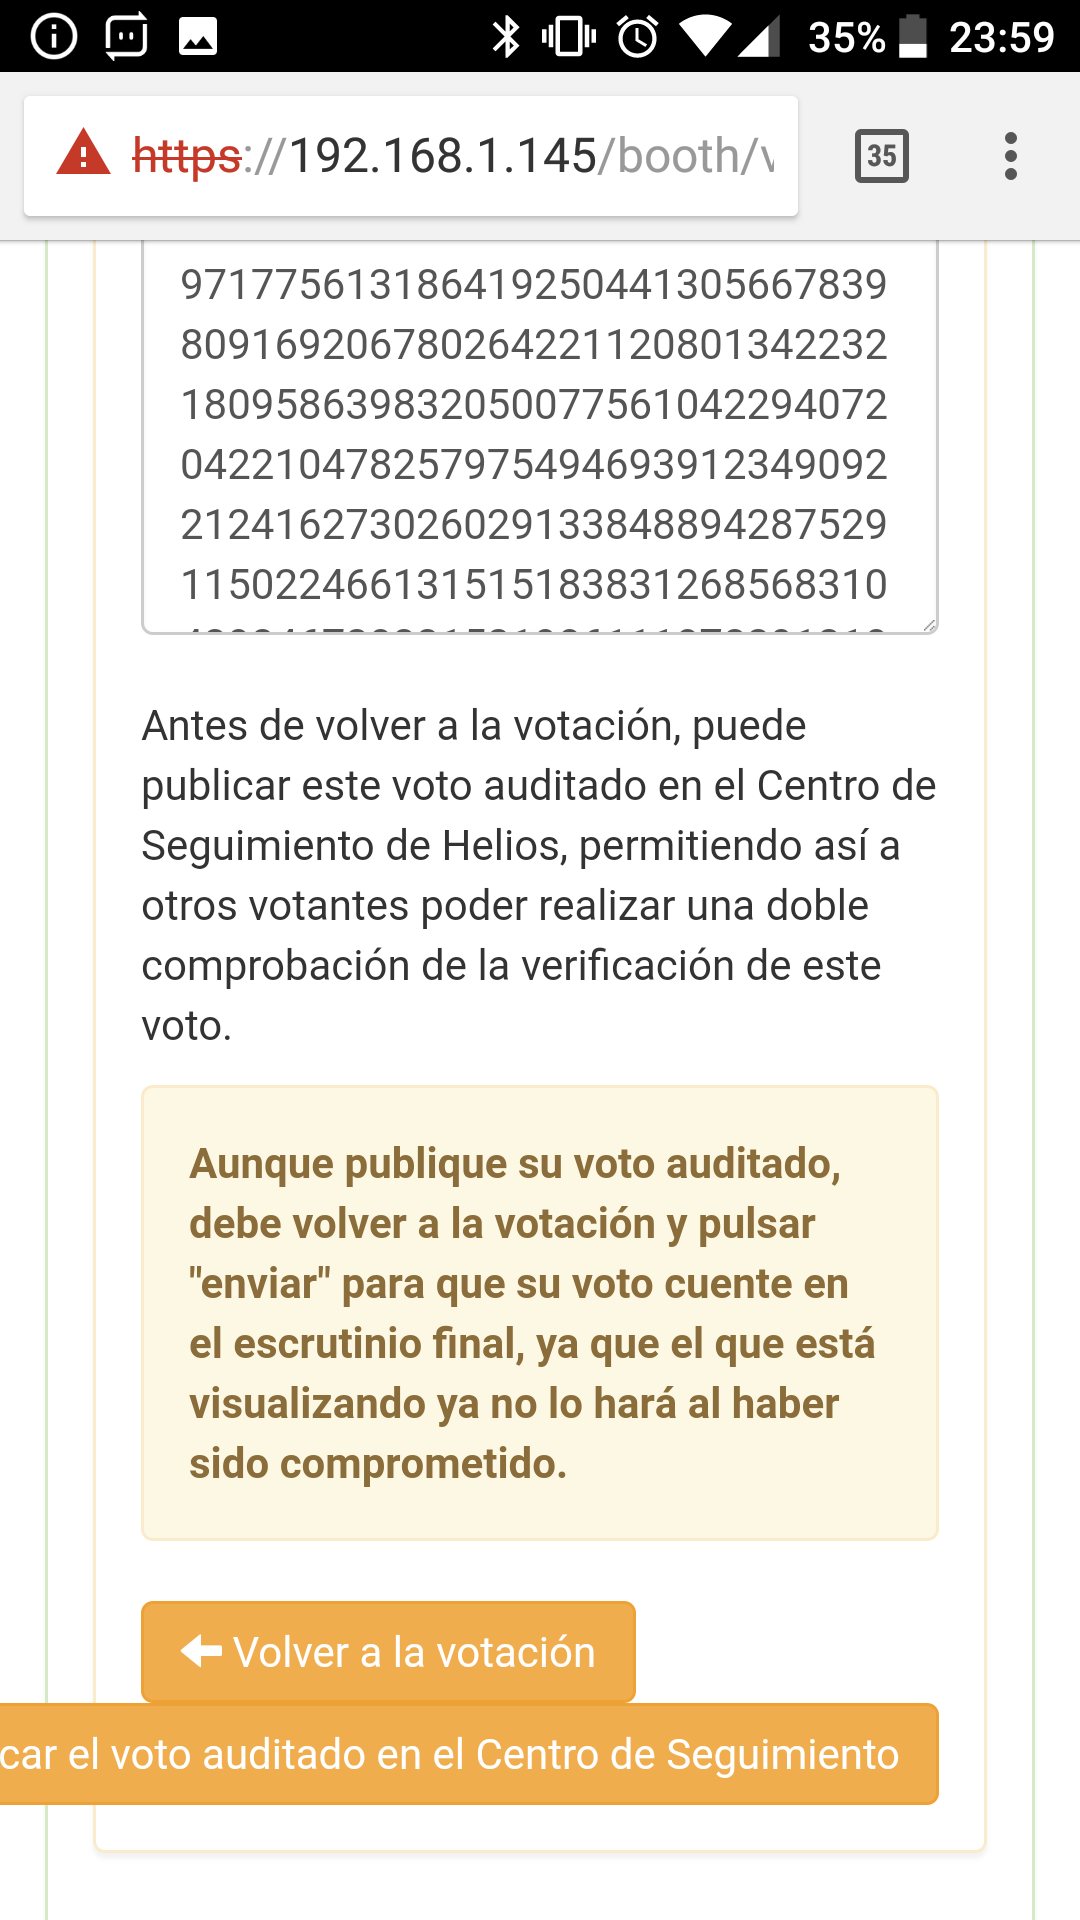 35% 23:59
https://192.168.1.145/booth/v 35
971775613186419250441305667839
809169206780264221120801342232
180958639832050077561042294072
042210478257975494693912349092
212416273026029133848894287529
115022466131515183831268568310
Antes de volver a la votación, puede
publicar este voto auditado en el Centro de
Seguimiento de Helios, permitiendo así a
otros votantes poder realizar una doble
comprobación de la verificación de este
voto.
Aunque publique su voto auditado,
debe volver a la votación y pulsar
"enviar" para que su voto cuente en
el escrutinio final, ya que el que está
visualizando ya no lo hará al haber
sido comprometido.
Volver a la votación
car el voto auditado en el Centro de Seguimiento